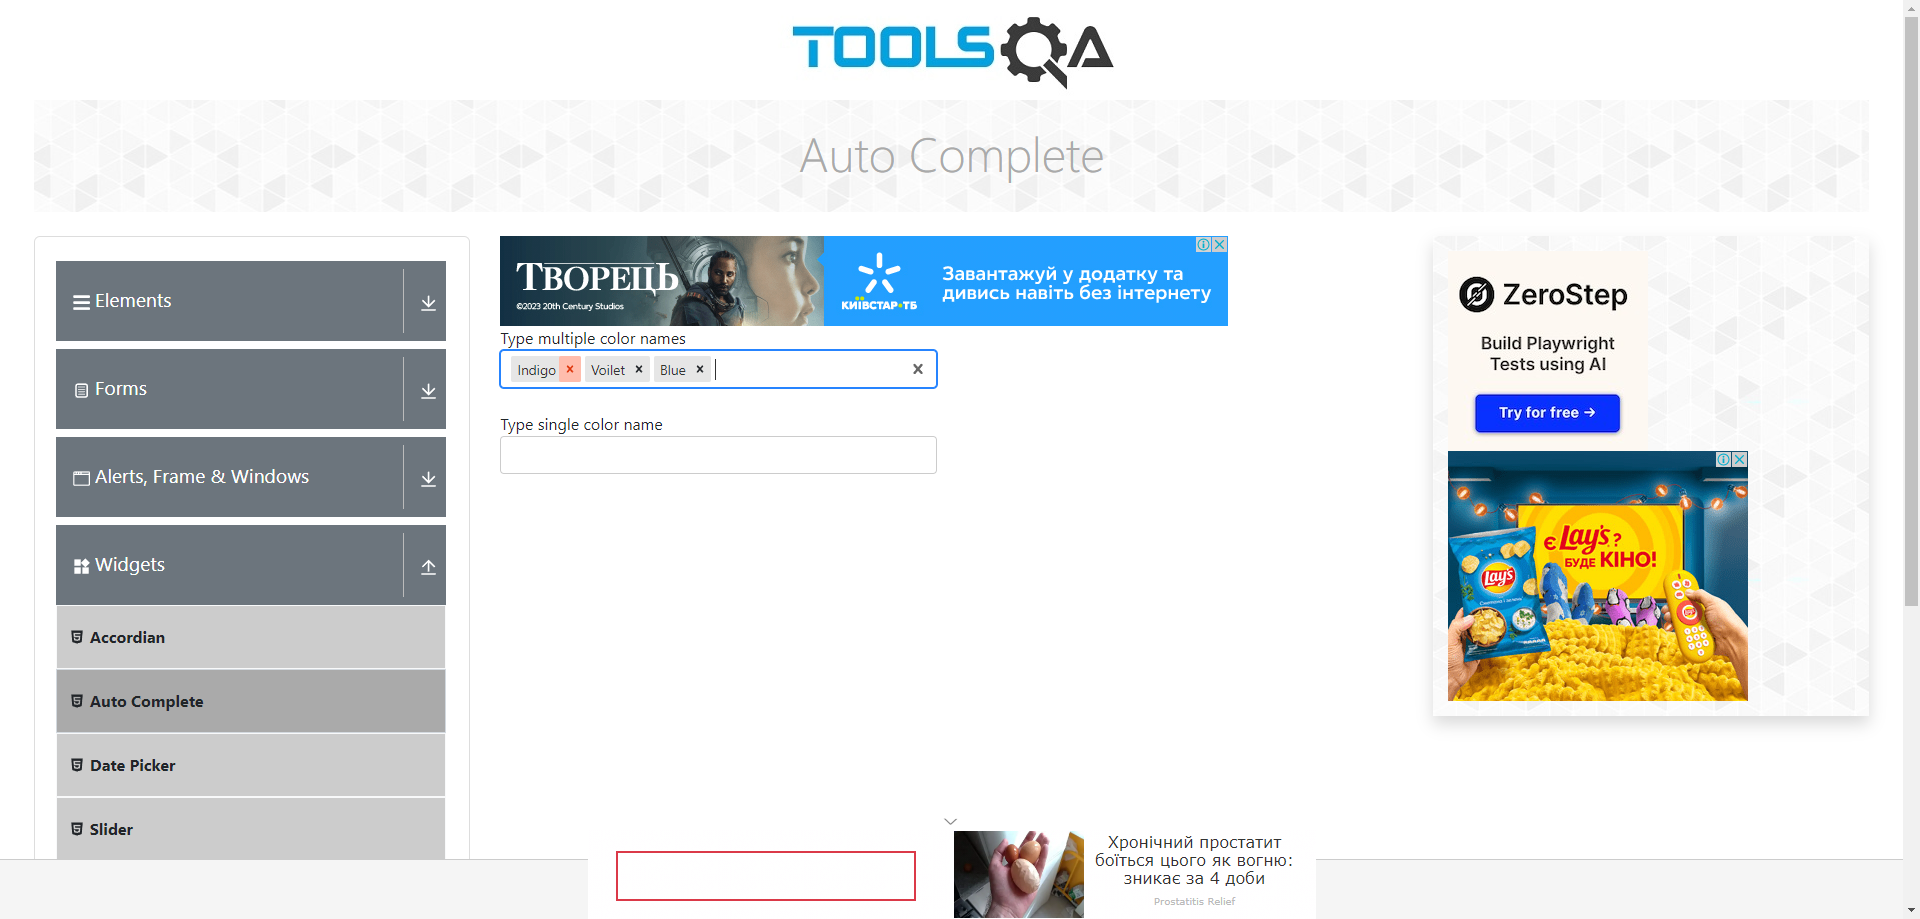 TOOLSQA
Auto Complete
Elements
Forms
Alerts, Frame & Windows
Widgets
Accordian
Auto Complete
Date Picker
Slider
ТВОРЕЦЬ
©2023 20th Century Studios
КИЇВСТАР·ТБ
Завантажуй у додатку та
дивись навіть без інтернету
Type multiple color names
Indigo
Voilet
Blue
Type single color name
ZeroStep
Build Playwright
Tests using AI
Try for free →
Є Lay's?
БУДЕ КІНО!
Lay's
Хронічний простатит
боїться цього як вогню:
зникає за 4 доби
Prostatitis Relief